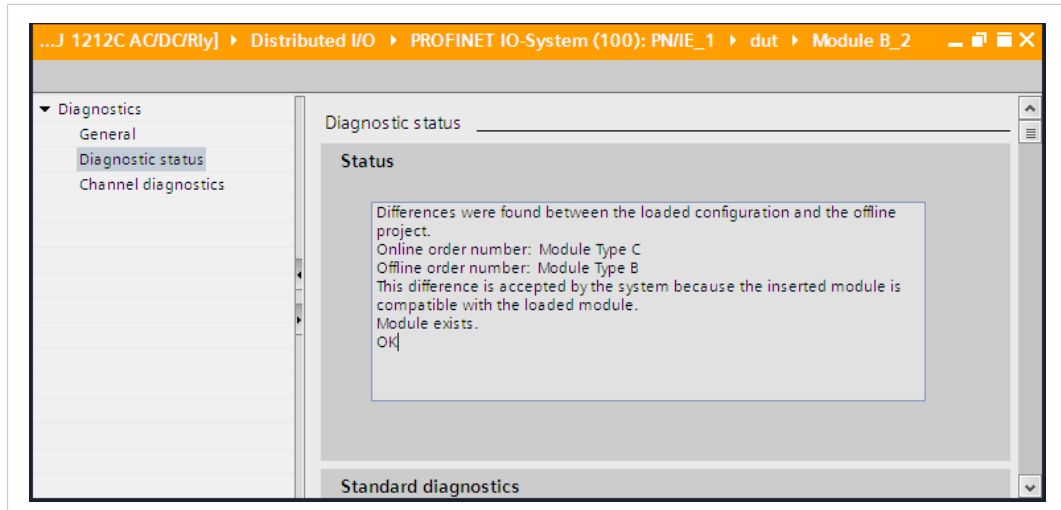 ...J 1212C AC/DC/Rly] ▸ Distributed I/O ▸ PROFINET IO-System (100): PN/IE_1 ▸ dut ▸ Module B_2
Diagnostics
General
Diagnostic status
Channel diagnostics
Diagnostic status
Status
Differences were found between the loaded configuration and the offline
project.
Online order number: Module Type C
Offline order number: Module Type B
This difference is accepted by the system because the inserted module is
compatible with the loaded module.
Module exists.
OK
Standard diagnostics